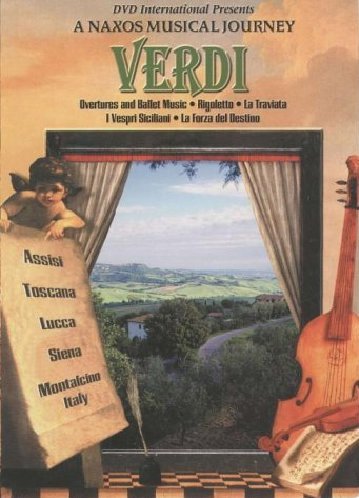 DVD International Presents
A NAXOS MUSICAL JOURNEY
VERDI
Overtures and Ballet Music • Rigoletto • La Traviata
I Vespri Siciliani • La Forza del Destino
Assisi
Toscana
Lucca
Siena
Montalcino
Italy